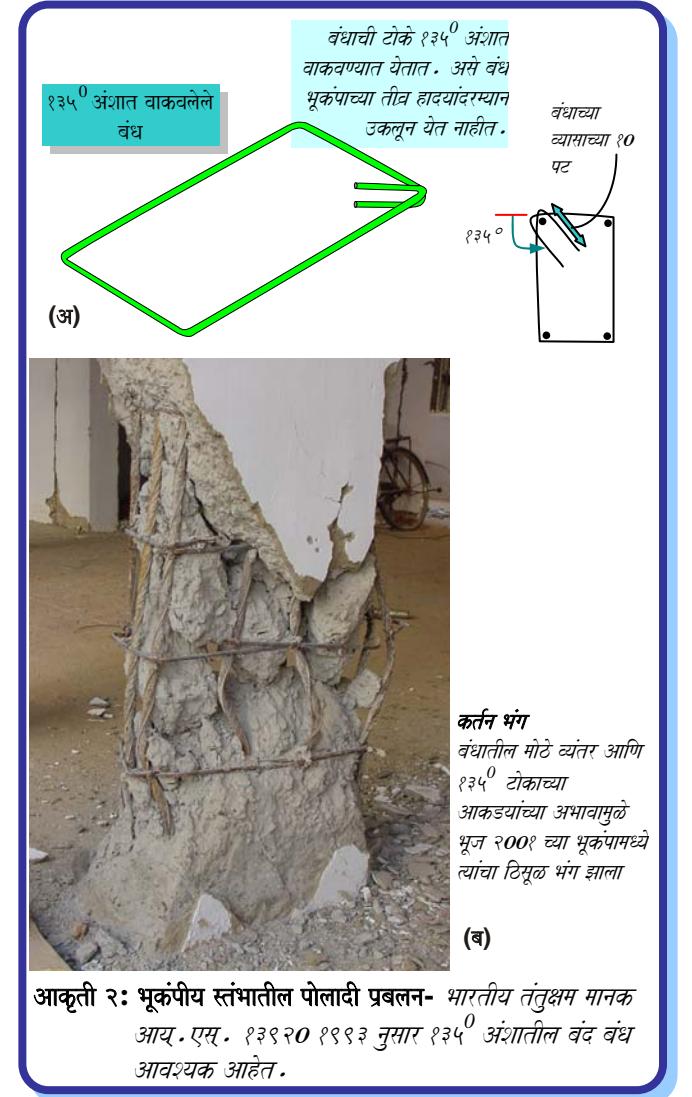 बंधाची टोके १३५⁰ अंशात
वाकवण्यात येतात. असे बंध
भूकंपाच्या तीव्र हादयांदरम्यान
उकलून येत नाहीत.
१३५⁰ अंशात वाकवलेले
बंध
बंधाच्या
व्यासाच्या १०
पट
१३५°
(अ)
कर्तन भंग
बंधातील मोठे व्यंतर आणि
१३५⁰ टोकाच्या
आकडयांच्या अभावामुळे
भूज २००१ च्या भूकंपामध्ये
त्यांचा ठिसूळ भंग झाला
(ब)
आकृती २: भूकंपीय स्तंभातील पोलादी प्रबलन- भारतीय तंतुक्षम मानक
आय.एस. १३९२० १९९३ नुसार १३५⁰ अंशातील बंद बंध
आवश्यक आहेत.